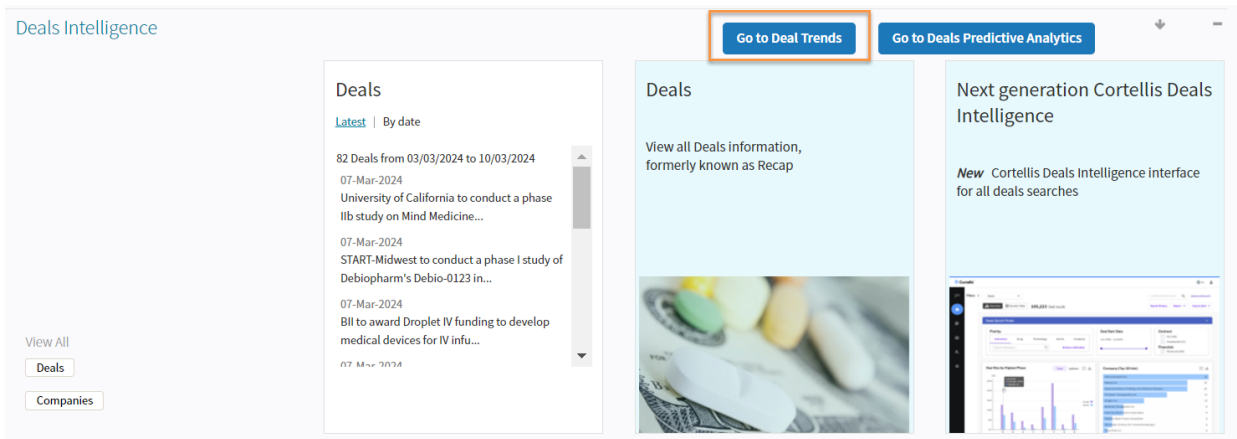 Deals Intelligence
Go to Deal Trends
Go to Deals Predictive Analytics
Deals
Latest | By date
82 Deals from 03/03/2024 to 10/03/2024
07-Mar-2024
University of California to conduct a phase
IIb study on Mind Medicine...
07-Mar-2024
START-Midwest to conduct a phase I study of
Debiopharm's Debio-0123 in...
07-Mar-2024
BII to award Droplet IV funding to develop
medical devices for IV infu...
07-Mar-2024
View All
Deals
Companies
Deals
View all Deals information,
formerly known as Recap
Next generation Cortellis Deals
Intelligence
New Cortellis Deals Intelligence interface
for all deals searches